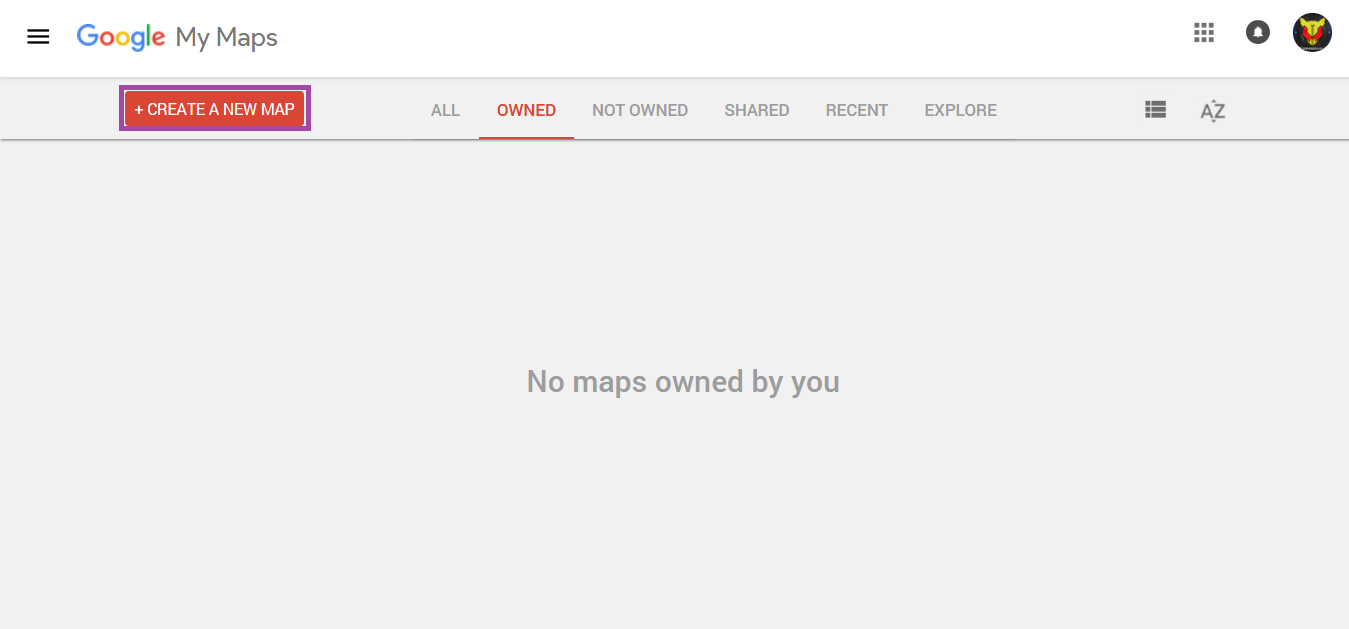 Google My Maps
+ CREATE A NEW MAP ALL OWNED NOT OWNED SHARED RECENT EXPLORE AZ
No maps owned by you